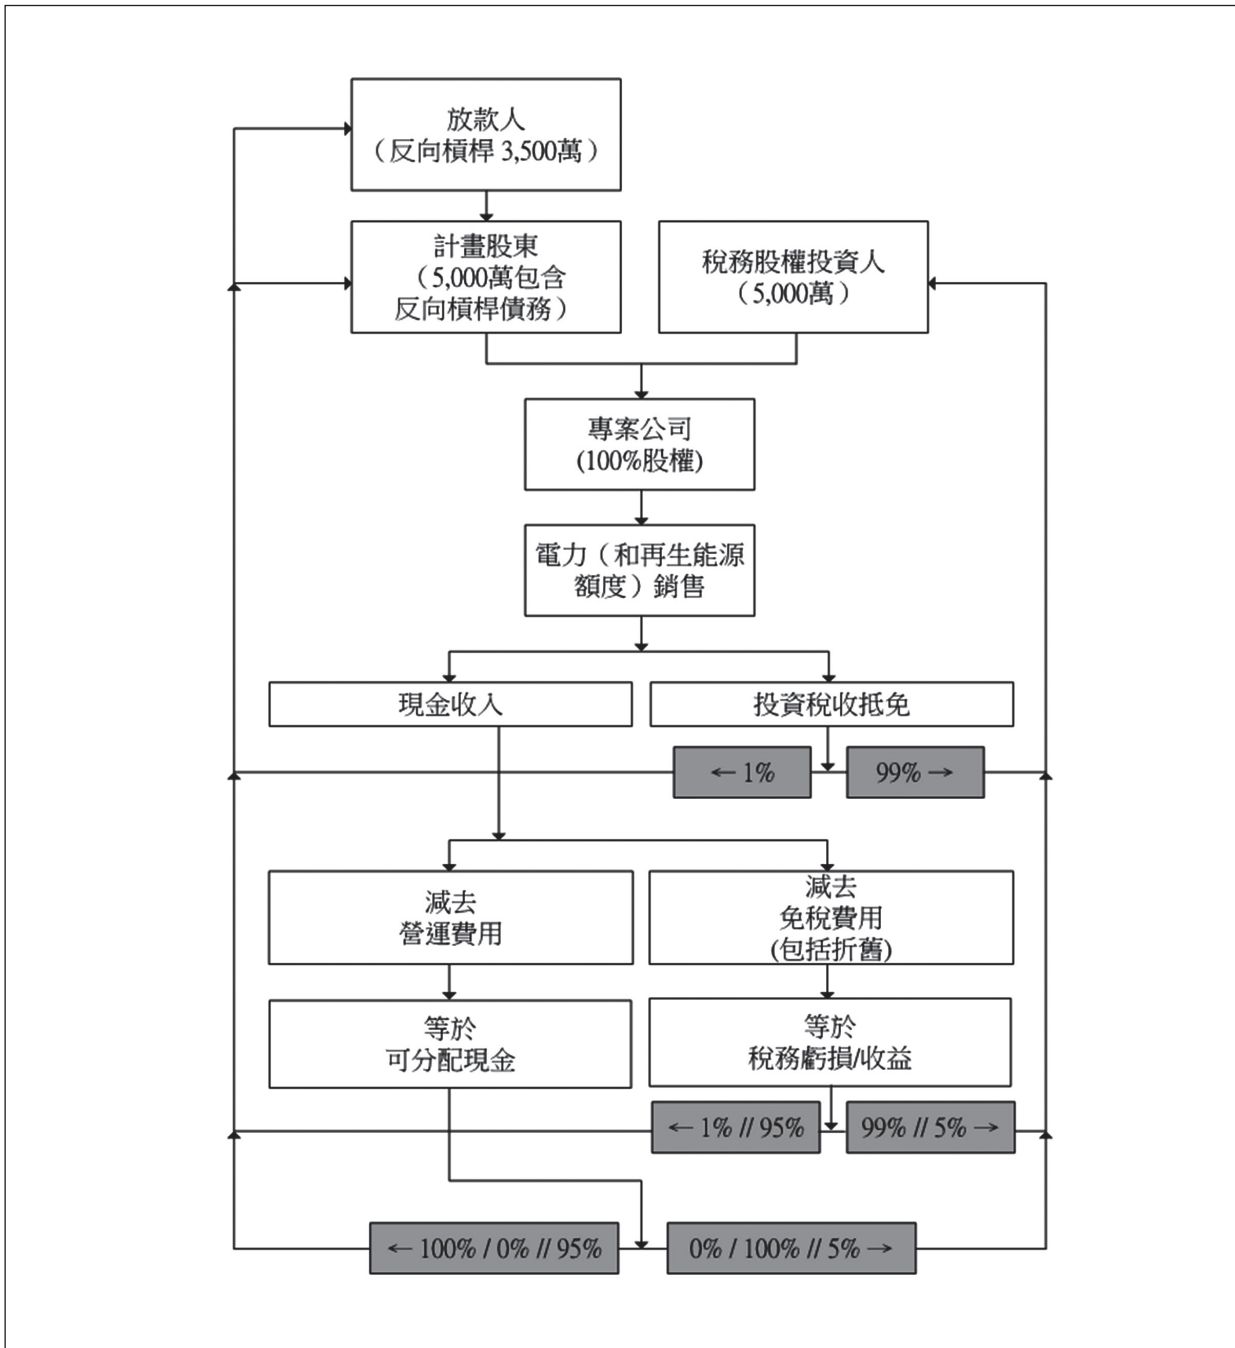 放款人
（反向槓桿 3,500萬）
計畫股東
（5,000萬包含
反向槓桿債務）
稅務股權投資人
（5,000萬）
專案公司
(100%股權)
電力（和再生能源
額度）銷售
現金收入
投資稅收抵免
← 1%
99% →
減去
營運費用
減去
免稅費用
(包括折舊)
等於
可分配現金
等於
稅務虧損/收益
← 1% // 95%
99% // 5% →
← 100% / 0% // 95%
0% / 100% // 5% →